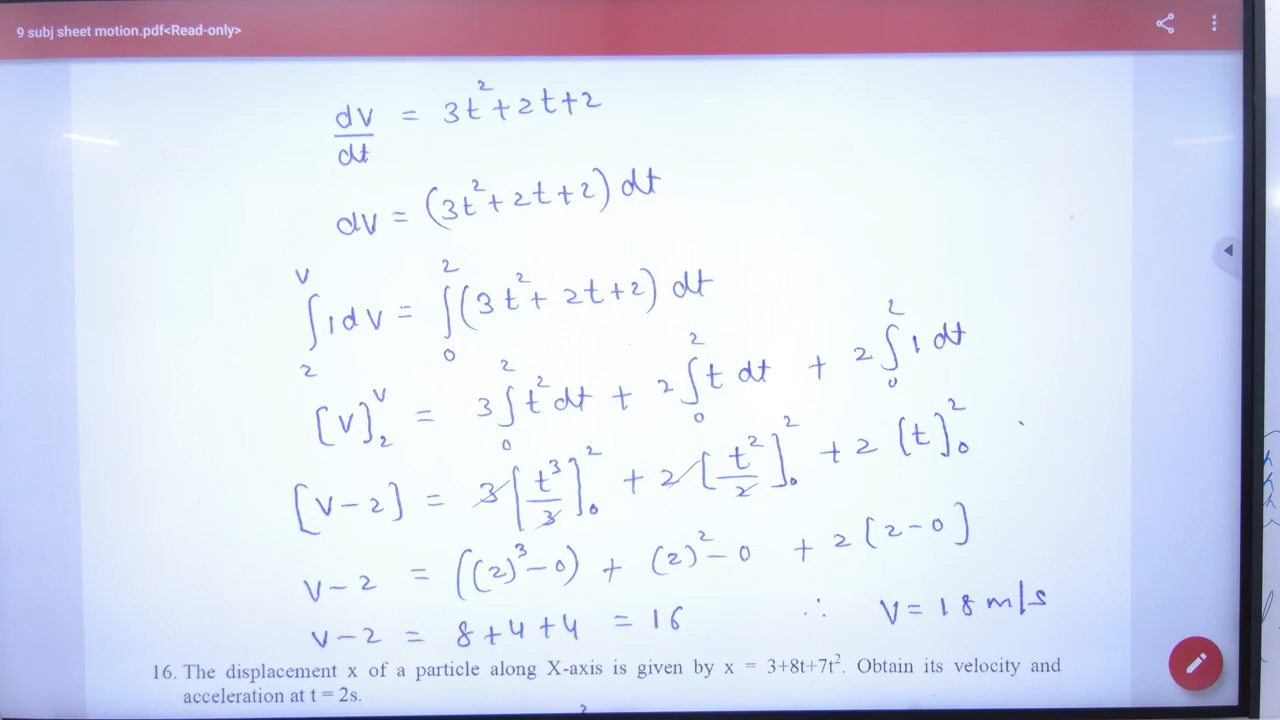 9 subj sheet motion.pdf<Read-only>
dv/dt = 3t²+2t+2
dv = (3t²+2t+2) dt
∫₂ᵛ 1dv = ∫₀² (3t²+2t+2) dt
[v]₂ᵛ = 3∫₀² t² dt + 2∫₀² t dt + 2∫₀² 1 dt
[v-2] = 3[t³/3]₀² + 2[t²/2]₀² + 2[t]₀²
v-2 = ((2)³-0) + (2)²-0 + 2[2-0]
v-2 = 8+4+4 = 16 ∴ v = 18 m/s
16. The displacement x of a particle along X-axis is given by x = 3+8t+7t². Obtain its velocity and
acceleration at t = 2s.